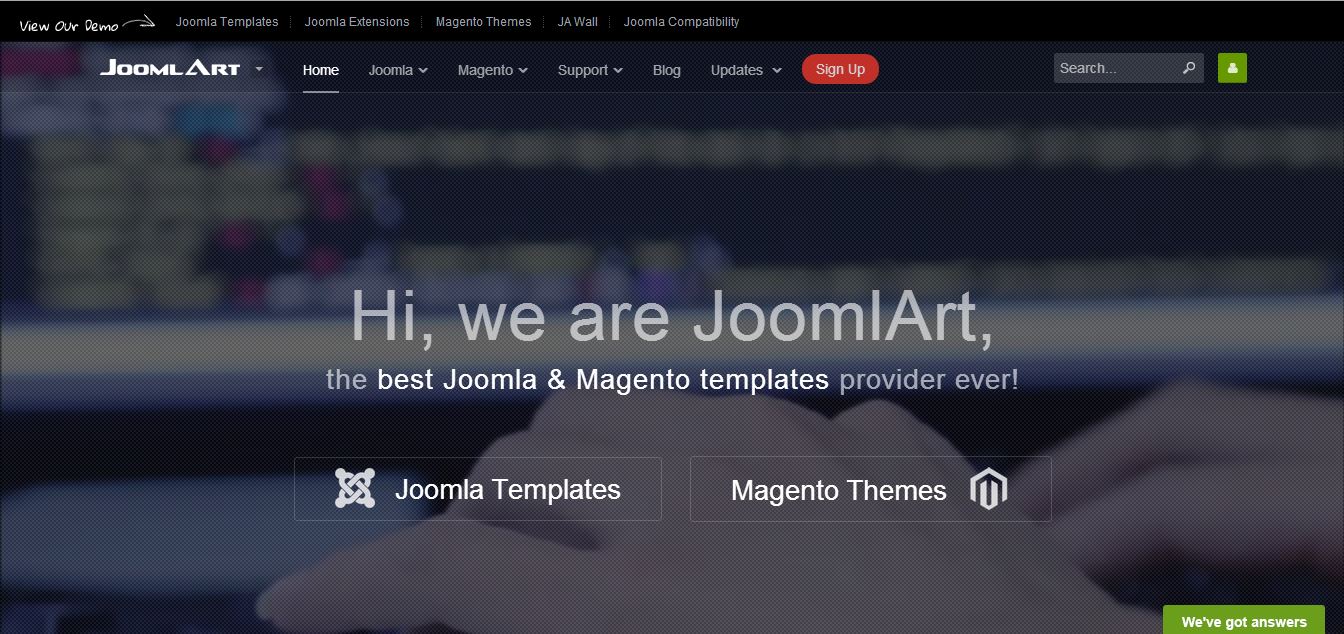 View Our Demo Joomla Templates Joomla Extensions Magento Themes JA Wall Joomla Compatibility
JOOMLART Home Joomla Magento Support Blog Updates Sign Up Search...
Hi, we are JoomlArt,
the best Joomla & Magento templates provider ever!
Joomla Templates Magento Themes
We've got answers